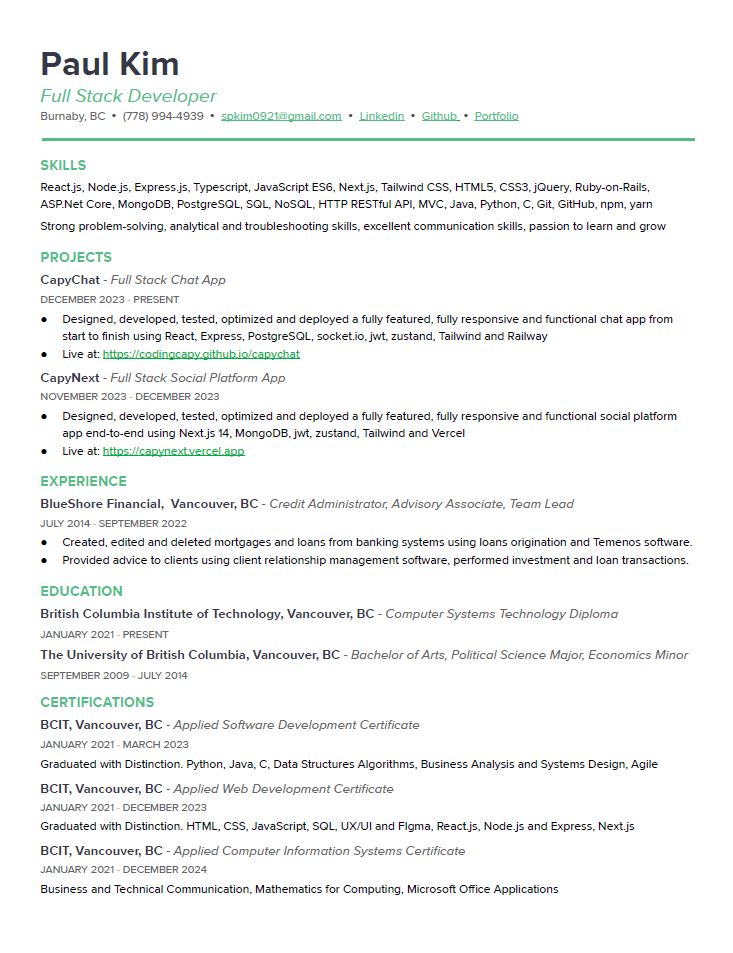 Paul Kim
Full Stack Developer
Burnaby, BC • (778) 994-4939 • spkim0921@gmail.com • Linkedin • Github • Portfolio
SKILLS
React.js, Node.js, Express.js, Typescript, JavaScript ES6, Next.js, Tailwind CSS, HTML5, CSS3, jQuery, Ruby-on-Rails,
ASP.Net Core, MongoDB, PostgreSQL, SQL, NoSQL, HTTP RESTful API, MVC, Java, Python, C, Git, GitHub, npm, yarn
Strong problem-solving, analytical and troubleshooting skills, excellent communication skills, passion to learn and grow
PROJECTS
CapyChat - Full Stack Chat App
DECEMBER 2023 - PRESENT
● Designed, developed, tested, optimized and deployed a fully featured, fully responsive and functional chat app from
start to finish using React, Express, PostgreSQL, socket.io, jwt, zustand, Tailwind and Railway
● Live at: https://codingcapy.github.io/capychat
CapyNext - Full Stack Social Platform App
NOVEMBER 2023 - DECEMBER 2023
● Designed, developed, tested, optimized and deployed a fully featured, fully responsive and functional social platform
app end-to-end using Next.js 14, MongoDB, jwt, zustand, Tailwind and Vercel
● Live at: https://capynext.vercel.app
EXPERIENCE
BlueShore Financial, Vancouver, BC - Credit Administrator, Advisory Associate, Team Lead
JULY 2014 - SEPTEMBER 2022
● Created, edited and deleted mortgages and loans from banking systems using loans origination and Temenos software.
● Provided advice to clients using client relationship management software, performed investment and loan transactions.
EDUCATION
British Columbia Institute of Technology, Vancouver, BC - Computer Systems Technology Diploma
JANUARY 2021 - PRESENT
The University of British Columbia, Vancouver, BC - Bachelor of Arts, Political Science Major, Economics Minor
SEPTEMBER 2009 - JULY 2014
CERTIFICATIONS
BCIT, Vancouver, BC - Applied Software Development Certificate
JANUARY 2021 - MARCH 2023
Graduated with Distinction. Python, Java, C, Data Structures Algorithms, Business Analysis and Systems Design, Agile
BCIT, Vancouver, BC - Applied Web Development Certificate
JANUARY 2021 - DECEMBER 2023
Graduated with Distinction. HTML, CSS, JavaScript, SQL, UX/UI and FIgma, React.js, Node.js and Express, Next.js
BCIT, Vancouver, BC - Applied Computer Information Systems Certificate
JANUARY 2021 - DECEMBER 2024
Business and Technical Communication, Mathematics for Computing, Microsoft Office Applications